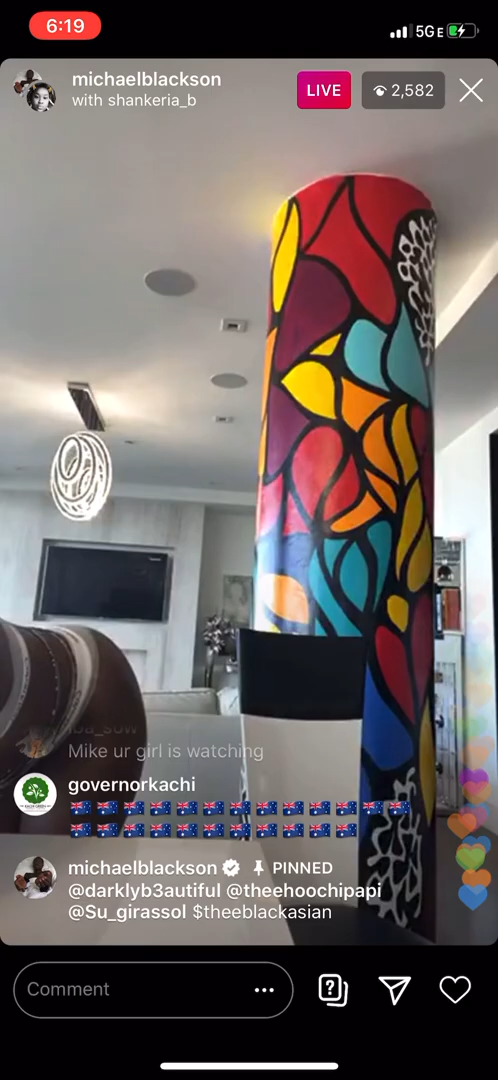 6:19
5G E
michaelblackson
with shankeria_b
LIVE
2,582
Mike ur girl is watching
governorkachi
michaelblackson PINNED
@darklyb3autiful @theehoochipapi
@Su_girassol $theeblackasian
Comment